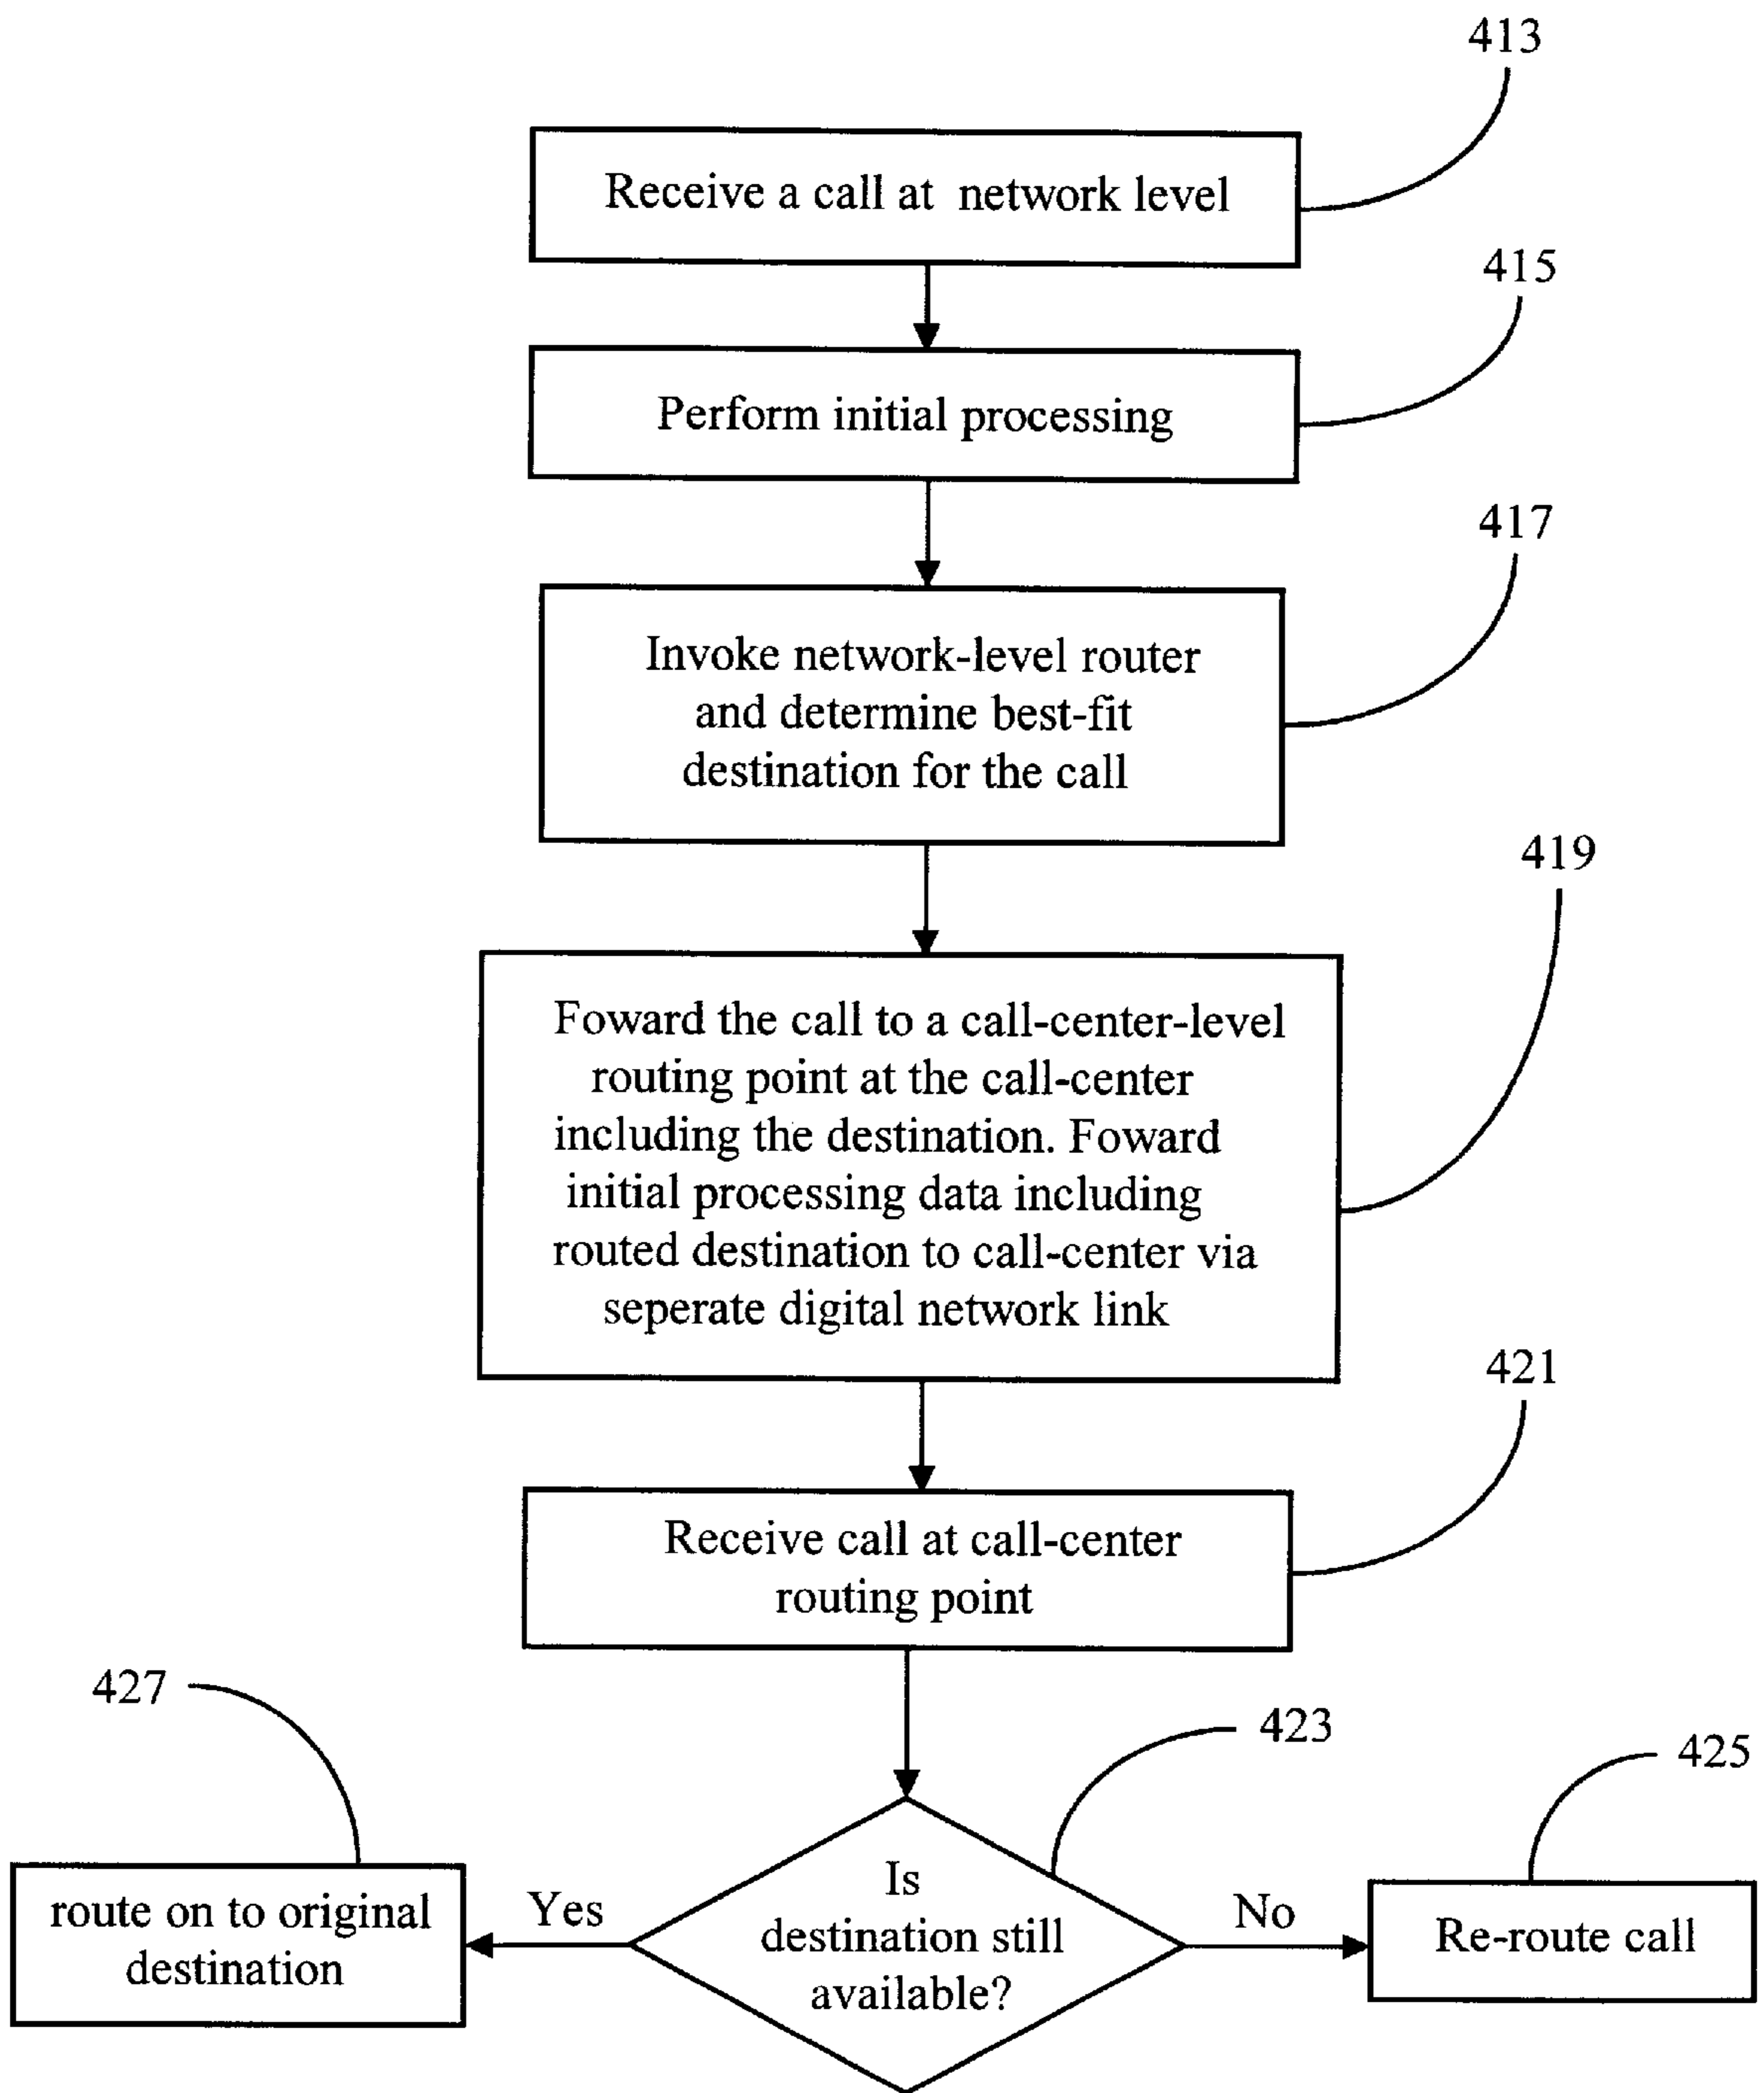 413
Receive a call at network level
415
Perform initial processing
417
Invoke network-level router
and determine best-fit
destination for the call
419
Foward the call to a call-center-level
routing point at the call-center
including the destination. Foward
initial processing data including
routed destination to call-center via
seperate digital network link
421
Receive call at call-center
routing point
427
423
425
Is
destination still
available?
Yes
No
route on to original
destination
Re-route call